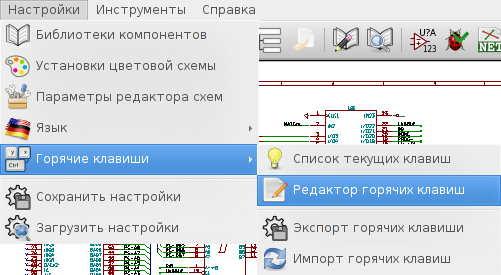 Настройки Инструменты Справка
Библиотеки компонентов
Установки цветовой схемы
Параметры редактора схем
Язык
Горячие клавиши
Сохранить настройки
Загрузить настройки
Список текущих клавиш
Редактор горячих клавиш
Экспорт горячих клавиши
Импорт горячих клавиш
y x
Ctrl
U?A
123
NET